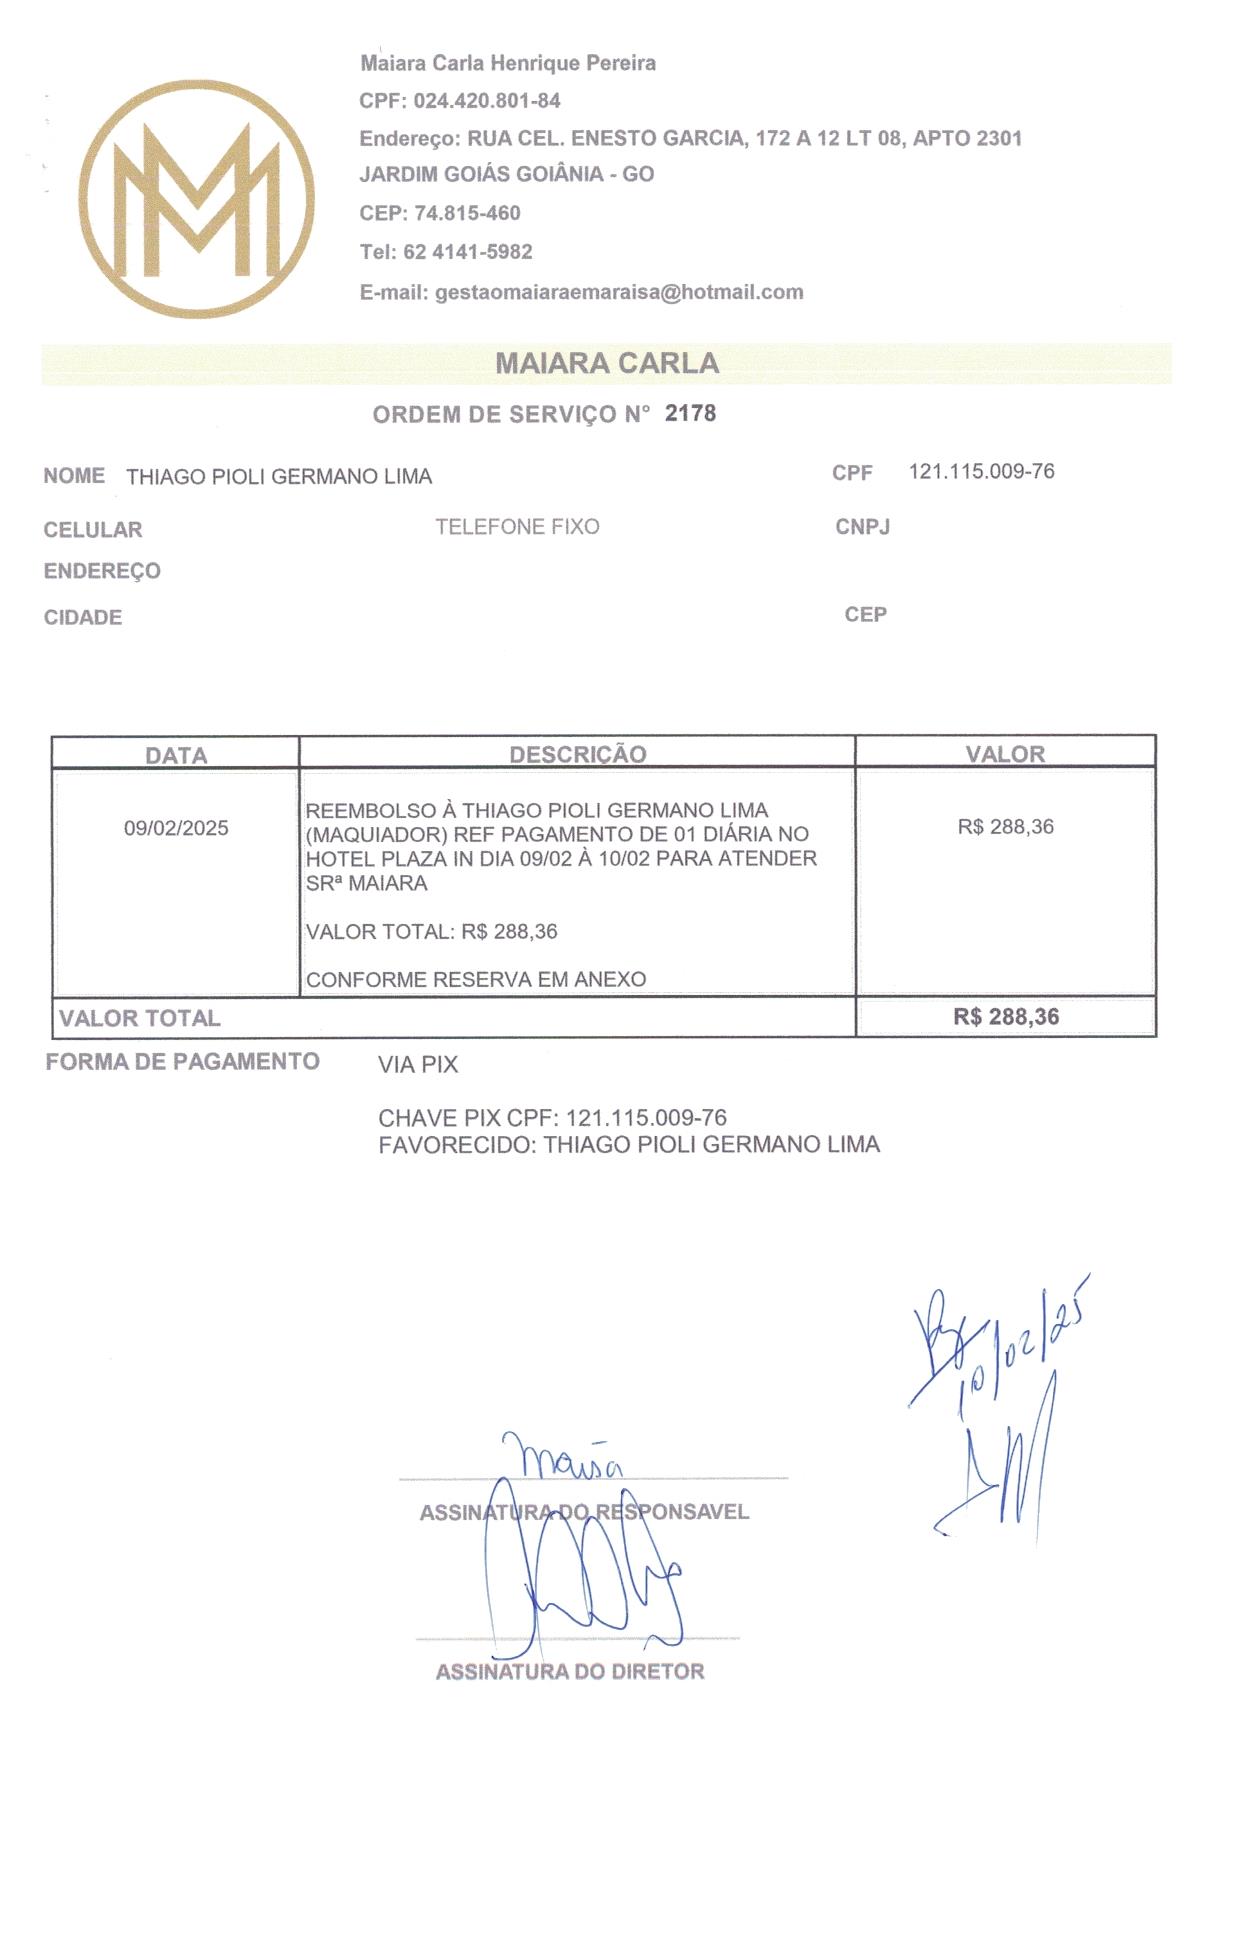 Maiara Carla Henrique Pereira
CPF: 024.420.801-84
Endereço: RUA CEL. ENESTO GARCIA, 172 A 12 LT 08, APTO 2301
JARDIM GOIÁS GOIÂNIA - GO
CEP: 74.815-460
Tel: 62 4141-5982
E-mail: gestaomaiaraemaraisa@hotmail.com
MAIARA CARLA
ORDEM DE SERVIÇO N° 2178
NOME THIAGO PIOLI GERMANO LIMA CPF 121.115.009-76
CELULAR TELEFONE FIXO CNPJ
ENDEREÇO
CIDADE CEP
DATA DESCRIÇÃO VALOR
09/02/2025 R$ 288,36
REEMBOLSO À THIAGO PIOLI GERMANO LIMA
(MAQUIADOR) REF PAGAMENTO DE 01 DIÁRIA NO
HOTEL PLAZA IN DIA 09/02 À 10/02 PARA ATENDER
SRª MAIARA
VALOR TOTAL: R$ 288,36
CONFORME RESERVA EM ANEXO
VALOR TOTAL R$ 288,36
FORMA DE PAGAMENTO VIA PIX
CHAVE PIX CPF: 121.115.009-76
FAVORECIDO: THIAGO PIOLI GERMANO LIMA
10/02/25
ASSINATURA DO RESPONSAVEL
ASSINATURA DO DIRETOR